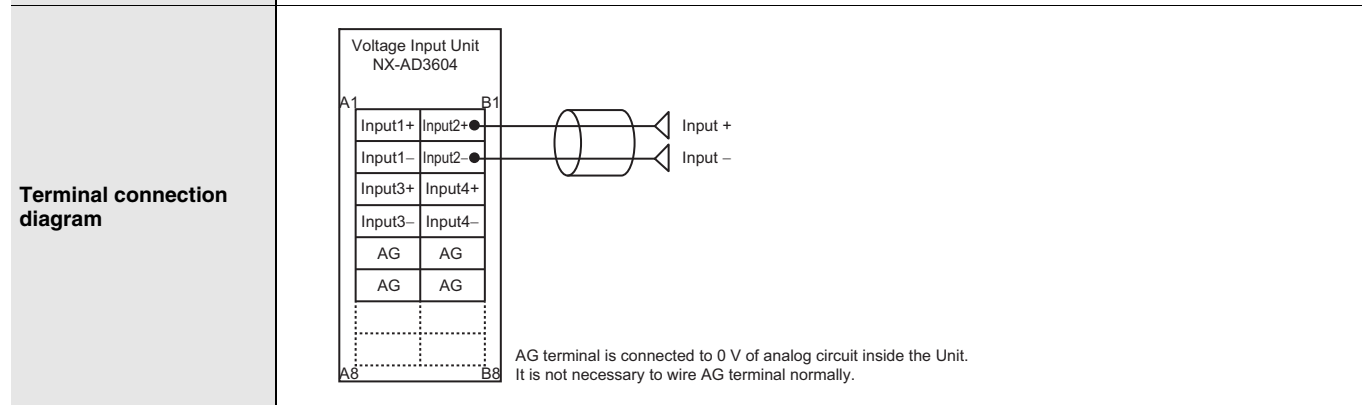 Terminal connection
diagram
Voltage Input Unit
NX-AD3604
A1 B1
Input1+ Input2+ Input +
Input1– Input2– Input –
Input3+ Input4+
Input3– Input4–
AG AG
AG AG
A8 B8
AG terminal is connected to 0 V of analog circuit inside the Unit.
It is not necessary to wire AG terminal normally.